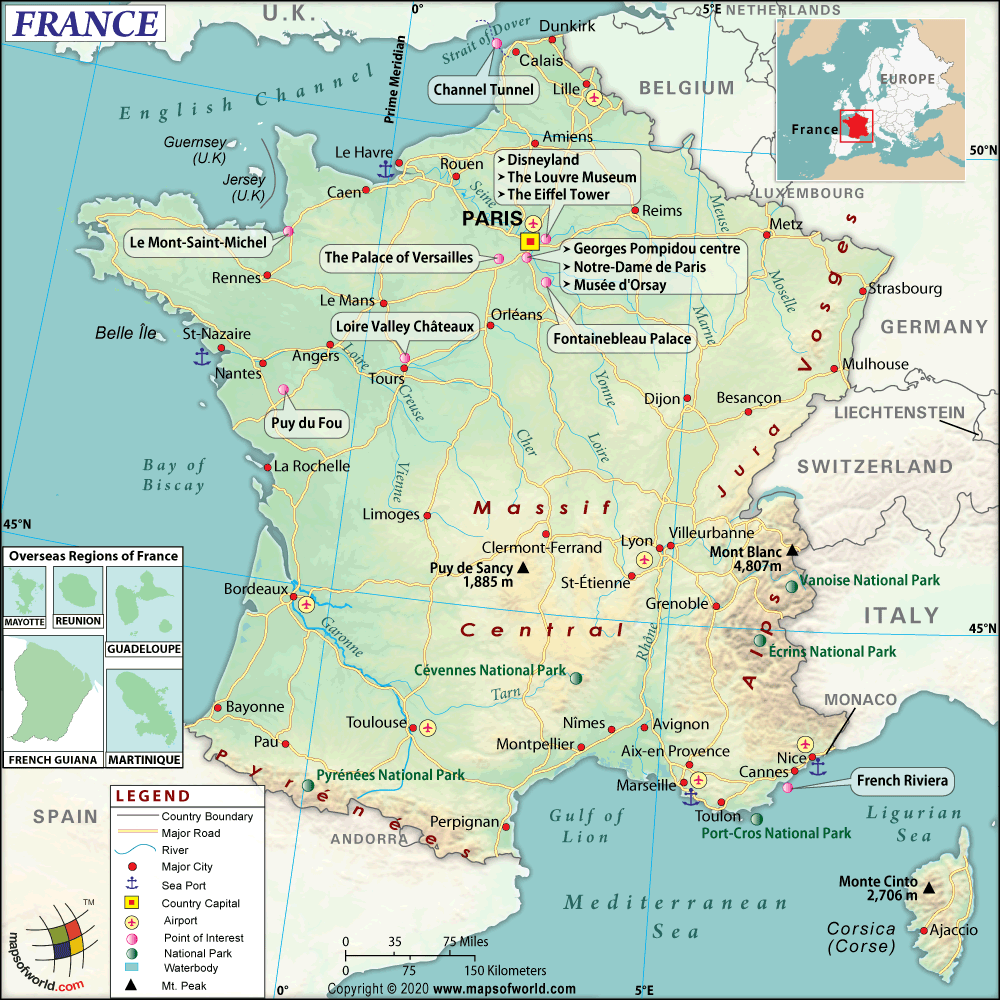 FRANCE
U.K.
0°
5°E
NETHERLANDS
Strait of Dover
Dunkirk
Calais
English Channel
Prime Meridian
Channel Tunnel
Lille
BELGIUM
EUROPE
France
50°N
Guernsey
(U.K)
Jersey
(U.K)
Le Havre
Amiens
Rouen
Caen
Seine
➤ Disneyland
➤ The Louvre Museum
➤ The Eiffel Tower
LUXEMBOURG
Meuse
Reims
Metz
PARIS
Le Mont-Saint-Michel
The Palace of Versailles
➤ Georges Pompidou centre
➤ Notre-Dame de Paris
➤ Musée d'Orsay
Vosges
Moselle
Strasbourg
Rennes
Le Mans
Orléans
Marne
GERMANY
Belle Île
St-Nazaire
Loire Valley Châteaux
Fontainebleau Palace
Angers
Loire
Nantes
Tours
Mulhouse
Creuse
Yonne
Dijon
Besançon
Puy du Fou
LIECHTENSTEIN
Cher
Loire
Jura
Bay of
Biscay
La Rochelle
Vienne
SWITZERLAND
Massif
45°N
Limoges
Clermont-Ferrand
Lyon
Villeurbanne
Mont Blanc
4,807m
Overseas Regions of France
Puy de Sancy
1,885 m
St-Étienne
Vanoise National Park
MAYOTTE
REUNION
Bordeaux
Grenoble
ITALY
GUADELOUPE
Garonne
Central
Rhône
Alps
45°N
Écrins National Park
Cévennes National Park
Tarn
MONACO
Bayonne
Toulouse
Nîmes
Avignon
Pau
Montpellier
Aix-en Provence
Nice
Cannes
FRENCH GUIANA
MARTINIQUE
Pyrénées
Pyrénées National Park
Marseille
French Riviera
LEGEND
Country Boundary
Major Road
River
Major City
Sea Port
Country Capital
Airport
Point of Interest
National Park
Waterbody
Mt. Peak
SPAIN
ANDORRA
Perpignan
Gulf of
Lion
Toulon
Port-Cros National Park
Ligurian
Sea
Monte Cinto
2,706 m
Mediterranean
Sea
Corsica
(Corse)
Ajaccio
TM
mapsofworld.com
0 35 75 Miles
0 75 150 Kilometers
Copyright © 2020 www.mapsofworld.com
0°
5°E